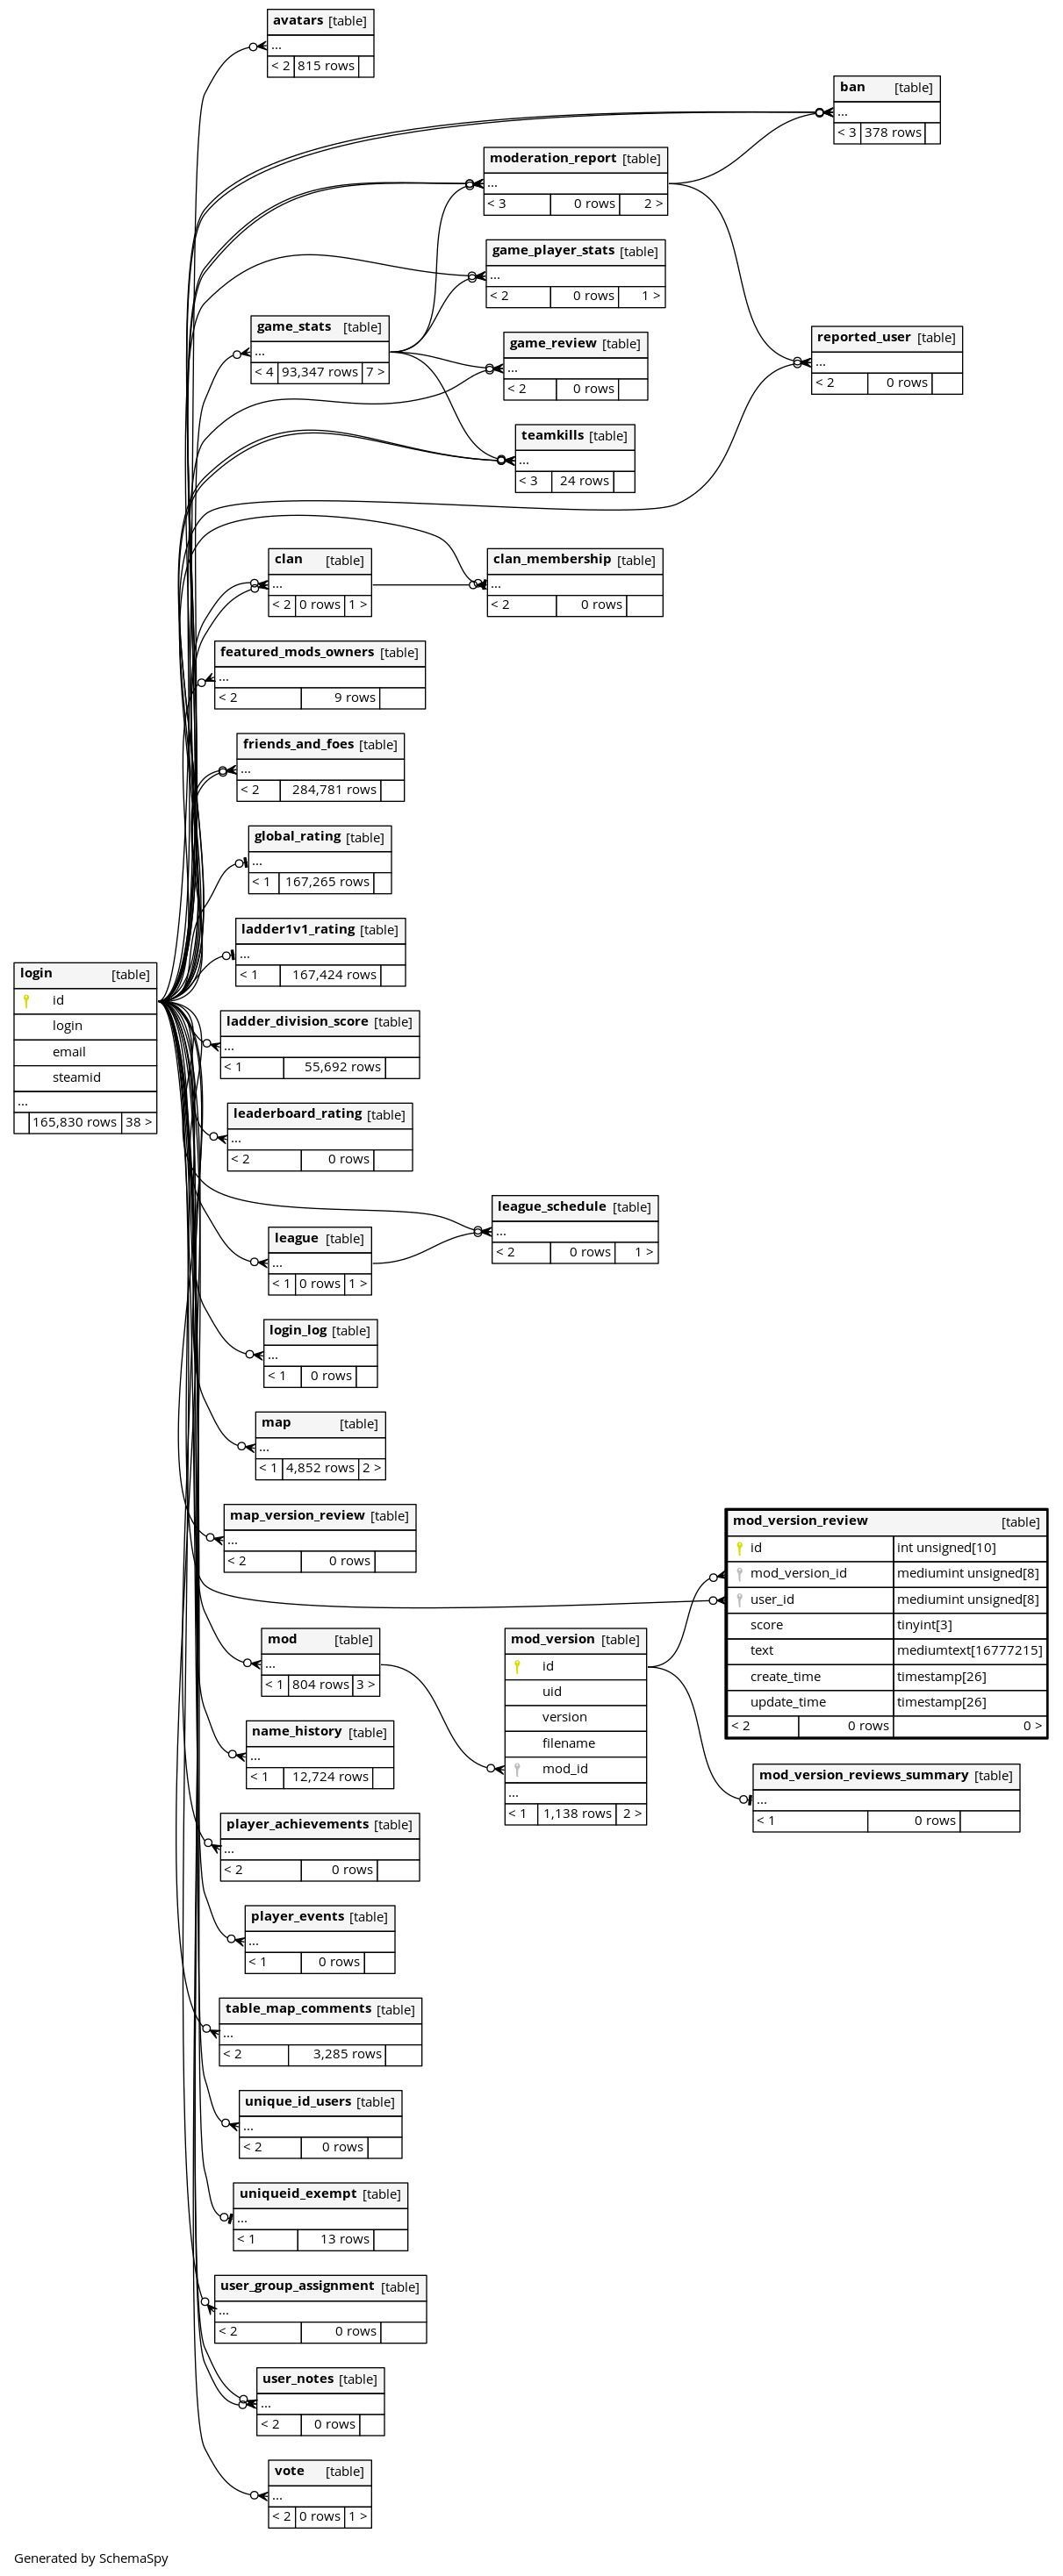 avatars [table]
...
< 2 815 rows
ban [table]
...
< 3 378 rows
moderation_report [table]
...
< 3 0 rows 2 >
game_player_stats [table]
...
< 2 0 rows 1 >
game_stats [table]
...
< 4 93,347 rows 7 >
reported_user [table]
...
< 2 0 rows
game_review [table]
...
< 2 0 rows
teamkills [table]
...
< 3 24 rows
clan [table]
...
< 2 0 rows 1 >
clan_membership [table]
...
< 2 0 rows
featured_mods_owners [table]
...
< 2 9 rows
friends_and_foes [table]
...
< 2 284,781 rows
global_rating [table]
...
< 1 167,265 rows
ladder1v1_rating [table]
...
< 1 167,424 rows
login [table]
id
login
email
steamid
...
165,830 rows 38 >
ladder_division_score [table]
...
< 1 55,692 rows
leaderboard_rating [table]
...
< 2 0 rows
league_schedule [table]
...
< 2 0 rows 1 >
league [table]
...
< 1 0 rows 1 >
login_log [table]
...
< 1 0 rows
map [table]
...
< 1 4,852 rows 2 >
map_version_review [table]
...
< 2 0 rows
mod_version_review [table]
id int unsigned[10]
mod_version_id mediumint unsigned[8]
user_id mediumint unsigned[8]
score tinyint[3]
text mediumtext[16777215]
create_time timestamp[26]
update_time timestamp[26]
< 2 0 rows 0 >
mod [table]
...
< 1 804 rows 3 >
mod_version [table]
id
uid
version
filename
mod_id
...
< 1 1,138 rows 2 >
name_history [table]
...
< 1 12,724 rows
mod_version_reviews_summary [table]
...
< 1 0 rows
player_achievements [table]
...
< 2 0 rows
player_events [table]
...
< 1 0 rows
table_map_comments [table]
...
< 2 3,285 rows
unique_id_users [table]
...
< 2 0 rows
uniqueid_exempt [table]
...
< 1 13 rows
user_group_assignment [table]
...
< 2 0 rows
user_notes [table]
...
< 2 0 rows
vote [table]
...
< 2 0 rows 1 >
Generated by SchemaSpy